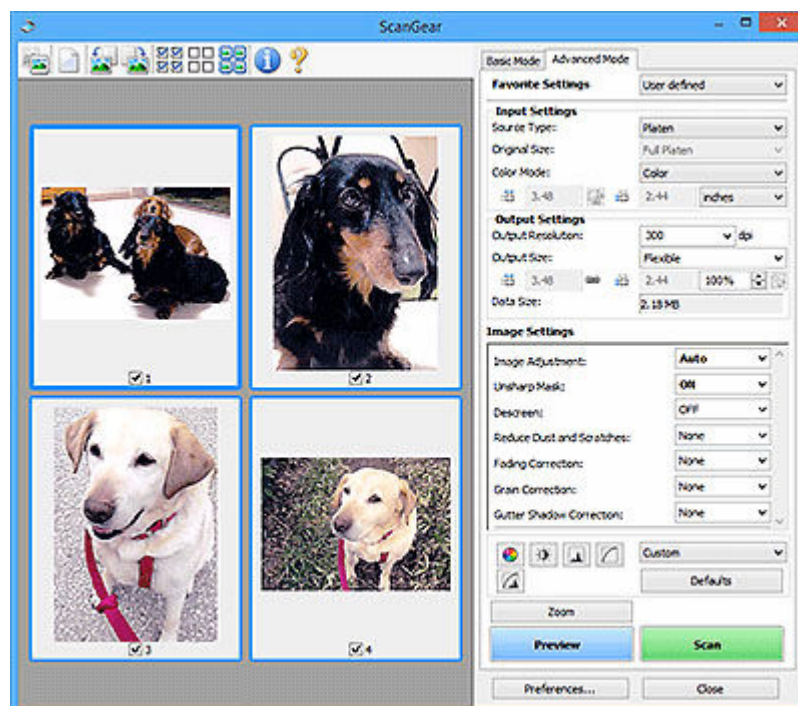 ScanGear
Basic Mode Advanced Mode
Favorite Settings User defined
Input Settings
Source Type: Platen
Original Size: Full Platen
Color Mode: Color
3.48 2.44 inches
Output Settings
Output Resolution: 300 dpi
Output Size: Flexible
3.48 2.44 100%
Data Size: 2.18 MB
Image Settings
Image Adjustment: Auto
Unsharp Mask: ON
Descreen: OFF
Reduce Dust and Scratches: None
Fading Correction: None
Grain Correction: None
Gutter Shadow Correction: None
1
2
3
4
Custom
Defaults
Zoom
Preview Scan
Preferences... Close